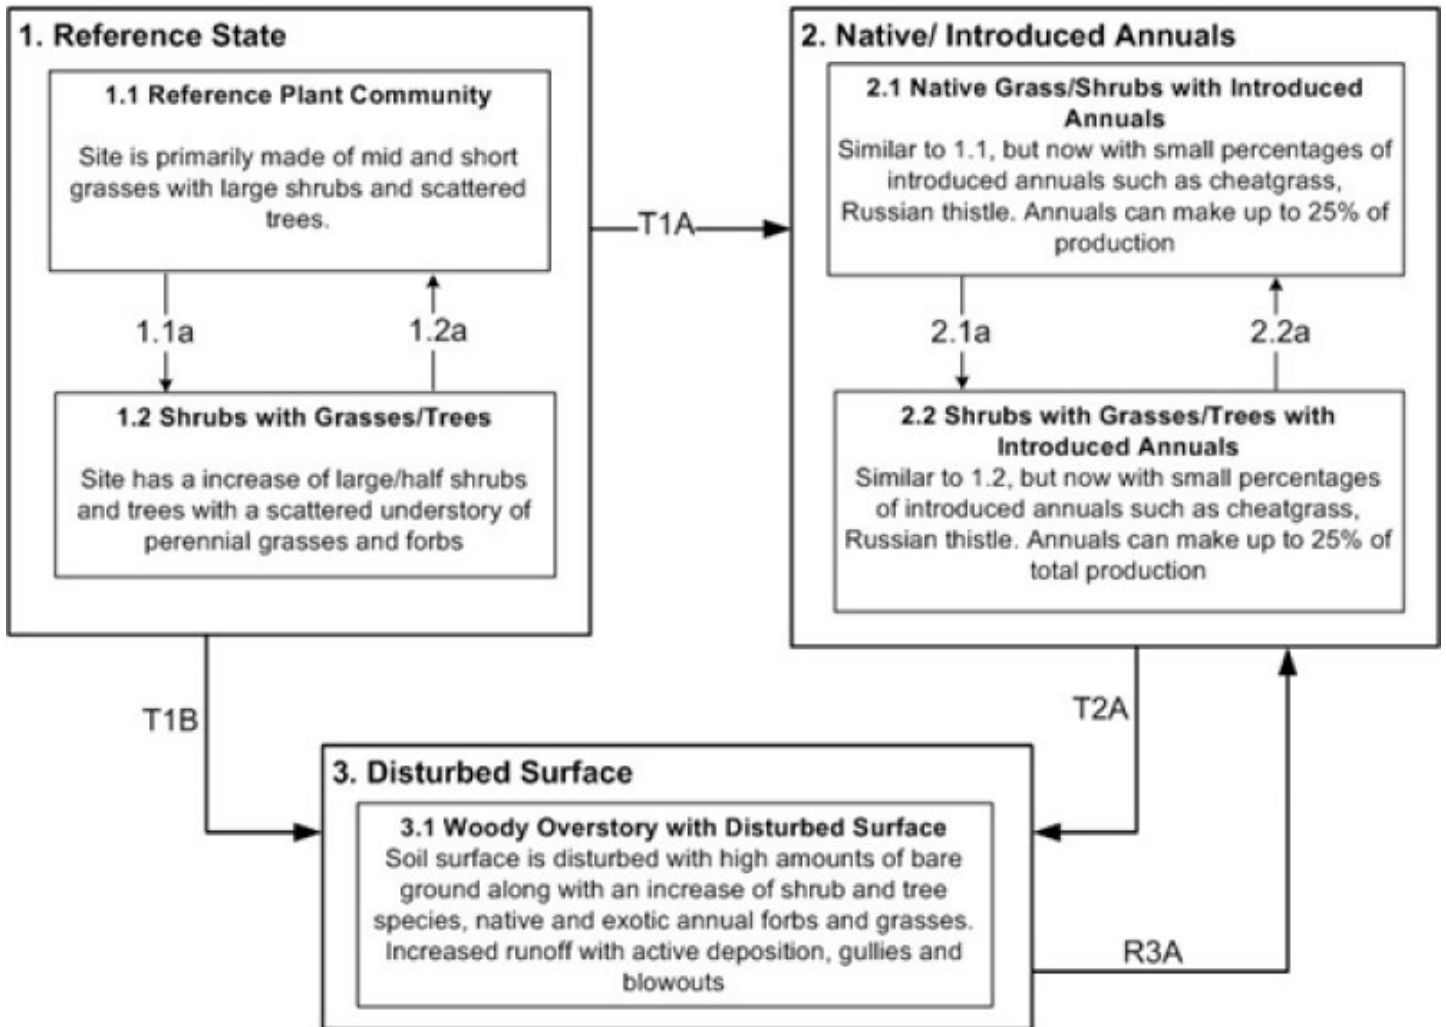 1. Reference State
1.1 Reference Plant Community
Site is primarily made of mid and short
grasses with large shrubs and scattered
trees.
1.1a
1.2a
1.2 Shrubs with Grasses/Trees
Site has a increase of large/half shrubs
and trees with a scattered understory of
perennial grasses and forbs
T1A
2. Native/ Introduced Annuals
2.1 Native Grass/Shrubs with Introduced
Annuals
Similar to 1.1, but now with small percentages of
introduced annuals such as cheatgrass,
Russian thistle. Annuals can make up to 25% of
production
2.1a
2.2a
2.2 Shrubs with Grasses/Trees with
Introduced Annuals
Similar to 1.2, but now with small percentages
of introduced annuals such as cheatgrass,
Russian thistle. Annuals can make up to 25% of
total production
T1B
T2A
3. Disturbed Surface
3.1 Woody Overstory with Disturbed Surface
Soil surface is disturbed with high amounts of bare
ground along with an increase of shrub and tree
species, native and exotic annual forbs and grasses.
Increased runoff with active deposition, gullies and
blowouts
R3A